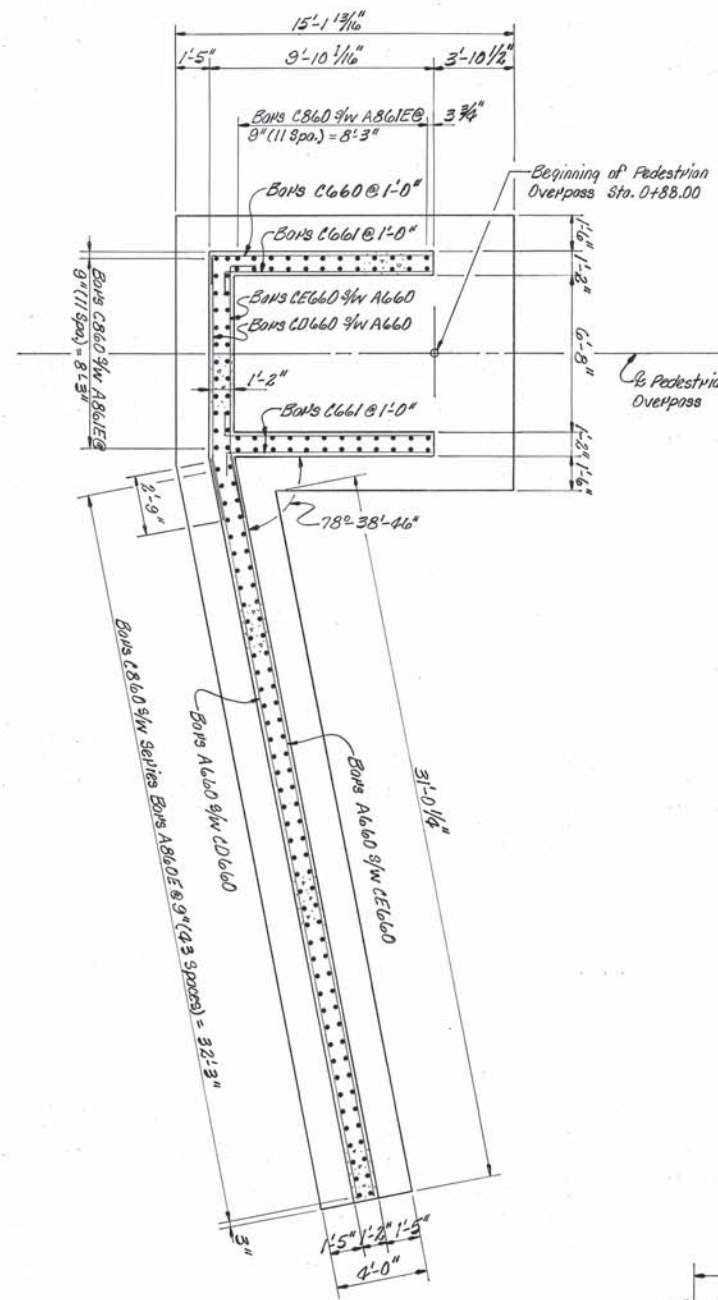 15'-1 13/16"
1'-5"
9'-10 1/16"
3'-10 1/2"
Bars C860 s/w A861E @
9" (11 Spa.) = 8'-3"
3 3/4"
Beginning of Pedestrian
Overpass Sta. 0+88.00
Bars C660 @ 1'-0"
Bars C661 @ 1'-0"
1'-6"
1'-2"
Bars CE660 s/w A660
Bars CD660 s/w A660
Bars C860 s/w A861E @
9" (11 Spa.) = 8'-3"
6'-8"
1'-2"
℄ Pedestria
Overpass
Bars C661 @ 1'-0"
1'-2"
1'-6"
2'-9"
78°-38'-46"
Bars C860 s/w Series Bars A860E @ 9" (43 Spaces) = 32'-3"
Bars A660 s/w CD660
Bars A660 s/w CE660
31'-0 1/4"
3"
1'-5"
1'-2"
1'-5"
4'-0"